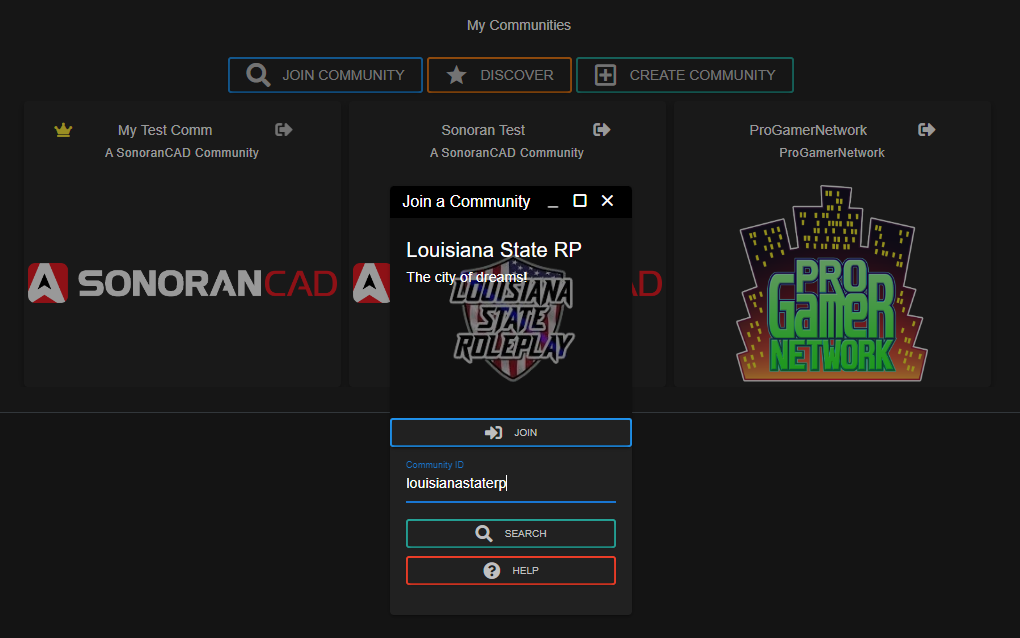 My Communities
JOIN COMMUNITY
DISCOVER
CREATE COMMUNITY
My Test Comm
A SonoranCAD Community
Sonoran Test
A SonoranCAD Community
ProGamerNetwork
ProGamerNetwork
SONORANCAD
AD
PRO
GAMER
NETWORK
Join a Community
Louisiana State RP
The city of dreams!
LOUISIANA
STATE
ROLEPLAY
JOIN
Community ID
louisianastaterp
SEARCH
HELP